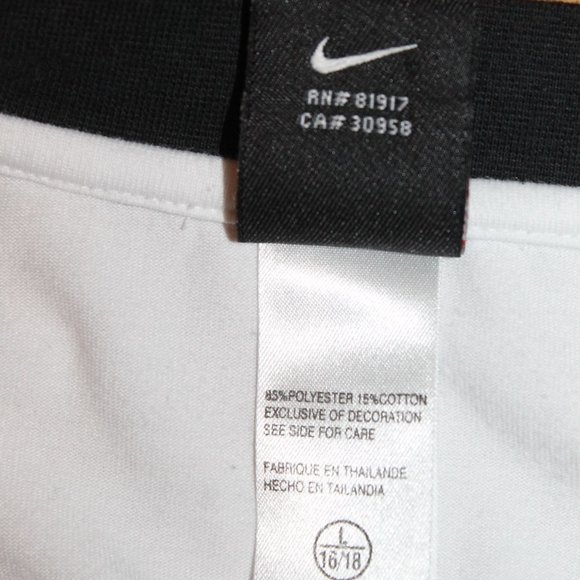 RN# 81917
CA# 30958
85%POLYESTER 15%COTTON
EXCLUSIVE OF DECORATION
SEE SIDE FOR CARE
FABRIQUE EN THAILANDE
HECHO EN TAILANDIA
L
16/18